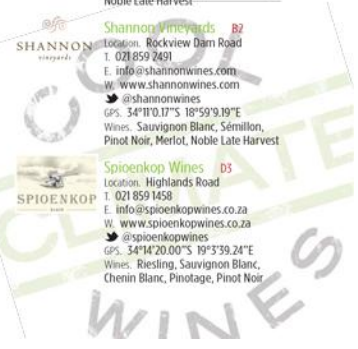 Noble Late Harvest
SHANNON
vineyards
Shannon Vineyards B2
Location. Rockview Dam Road
T. 021 859 2491
E. info@shannonwines.com
W. www.shannonwines.com
@shannonwines
GPS. 34°11'0.17"S 18°59'9.19"E
Wines. Sauvignon Blanc, Sémillon,
Pinot Noir, Merlot, Noble Late Harvest
SPIOENKOP
Spioenkop Wines D3
Location. Highlands Road
T. 021 859 1458
E. info@spioenkopwines.co.za
W. www.spioenkopwines.co.za
@spioenkopwines
GPS. 34°14'20.00"S 19°3'39.24"E
Wines. Riesling, Sauvignon Blanc,
Chenin Blanc, Pinotage, Pinot Noir
COOL
CLIMATE
WINES